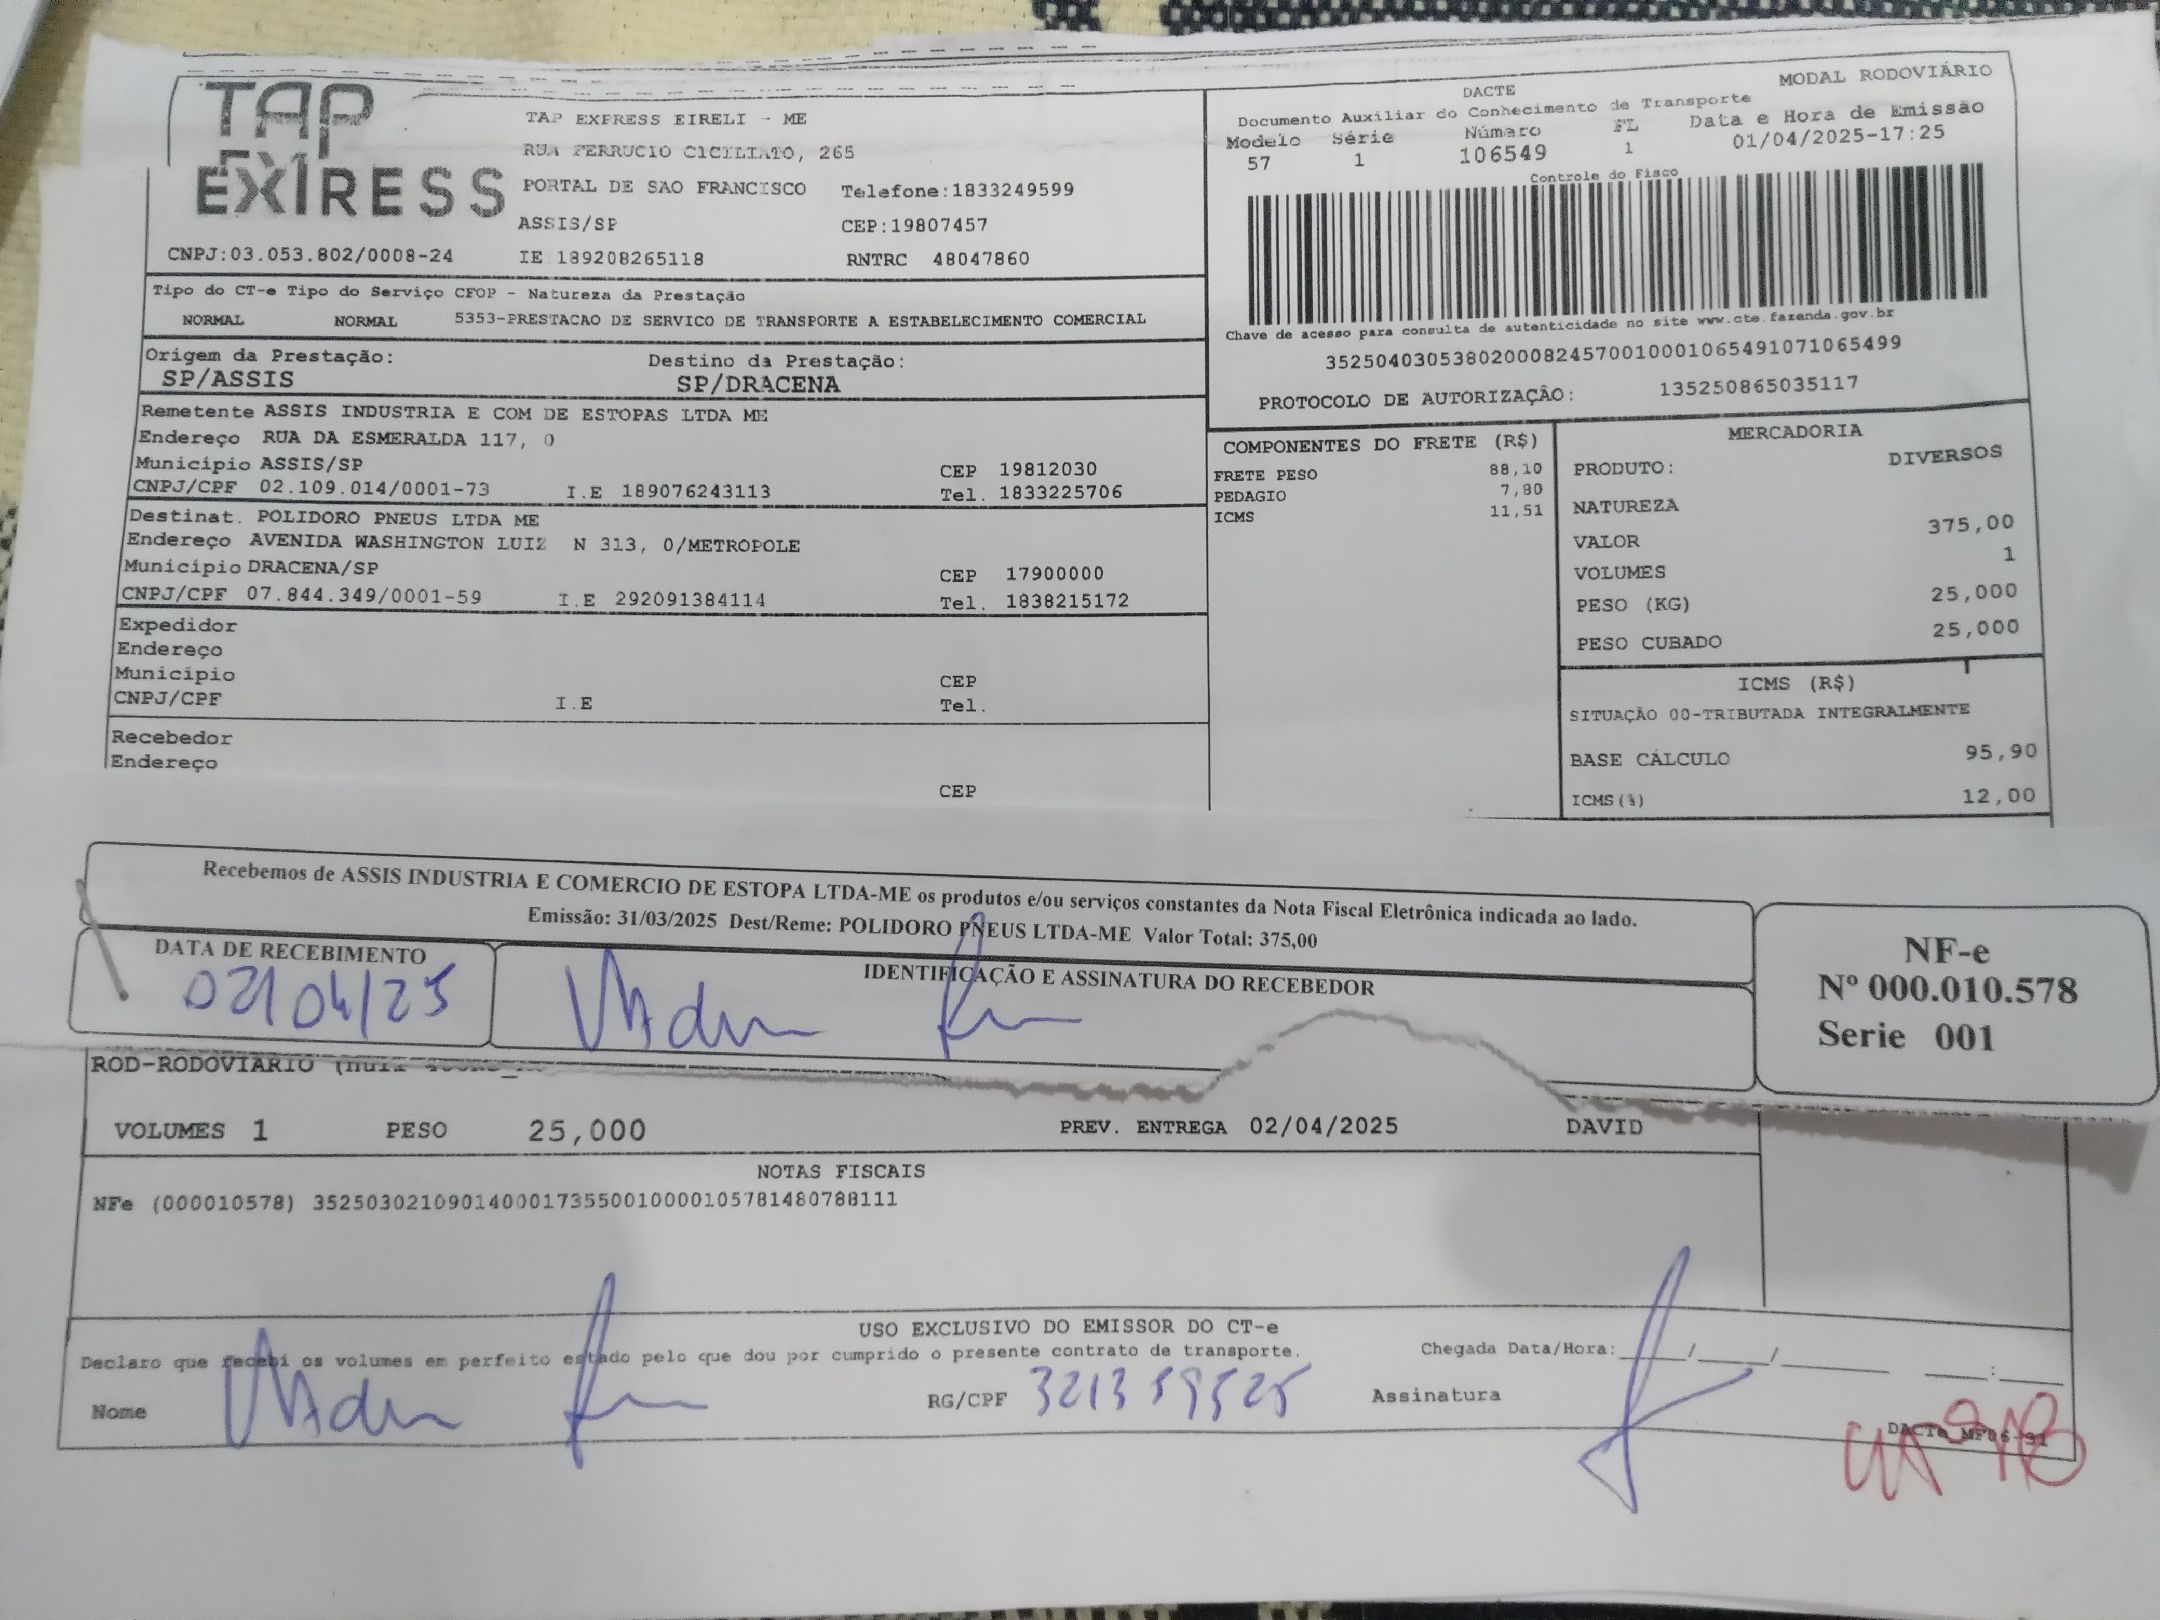 TAP
EXPRESS
TAP EXPRESS EIRELI - ME
RUA FERRUCIO CICILIATO, 265
PORTAL DE SAO FRANCISCO Telefone:1833249599
ASSIS/SP CEP:19807457
CNPJ:03.053.802/0008-24 IE 189208265118 RNTRC 48047860
DACTE MODAL RODOVIÁRIO
Documento Auxiliar do Conhecimento de Transporte
Modelo Série Número FL Data e Hora de Emissão
57 1 106549 1 01/04/2025-17:25
Controle do Fisco
Chave de acesso para consulta de autenticidade no site www.cte.fazenda.gov.br
35250403053802000824570010001065491071065499
PROTOCOLO DE AUTORIZAÇÃO: 135250865035117
Tipo do CT-e Tipo do Serviço CFOP - Natureza da Prestação
NORMAL NORMAL 5353-PRESTACAO DE SERVICO DE TRANSPORTE A ESTABELECIMENTO COMERCIAL
Origem da Prestação: Destino da Prestação:
SP/ASSIS SP/DRACENA
Remetente ASSIS INDUSTRIA E COM DE ESTOPAS LTDA ME
Endereço RUA DA ESMERALDA 117, 0
Município ASSIS/SP CEP 19812030
CNPJ/CPF 02.109.014/0001-73 I.E 189076243113 Tel. 1833225706
Destinat. POLIDORO PNEUS LTDA ME
Endereço AVENIDA WASHINGTON LUIZ N 313, 0/METROPOLE
Município DRACENA/SP CEP 17900000
CNPJ/CPF 07.844.349/0001-59 I.E 292091384114 Tel. 1838215172
Expedidor
Endereço
Município CEP
CNPJ/CPF I.E Tel.
Recebedor
Endereço
CEP
COMPONENTES DO FRETE (R$)
FRETE PESO 88,10
PEDAGIO 7,80
ICMS 11,51
MERCADORIA
PRODUTO: DIVERSOS
NATUREZA
VALOR 375,00
VOLUMES 1
PESO (KG) 25,000
PESO CUBADO 25,000
ICMS (R$)
SITUAÇÃO 00-TRIBUTADA INTEGRALMENTE
BASE CÁLCULO 95,90
ICMS(%) 12,00
Recebemos de ASSIS INDUSTRIA E COMERCIO DE ESTOPA LTDA-ME os produtos e/ou serviços constantes da Nota Fiscal Eletrônica indicada ao lado.
Emissão: 31/03/2025 Dest/Reme: POLIDORO PNEUS LTDA-ME Valor Total: 375,00
DATA DE RECEBIMENTO IDENTIFICAÇÃO E ASSINATURA DO RECEBEDOR
02/04/25
NF-e
Nº 000.010.578
Serie 001
ROD-RODOVIARIO
VOLUMES 1 PESO 25,000 PREV. ENTREGA 02/04/2025 DAVID
NOTAS FISCAIS
NFe (000010578) 35250302109014000173550010000105781480788111
USO EXCLUSIVO DO EMISSOR DO CT-e
Declaro que recebi os volumes em perfeito estado pelo que dou por cumprido o presente contrato de transporte. Chegada Data/Hora:____/____/______ ____:____
Nome RG/CPF 321359525 Assinatura